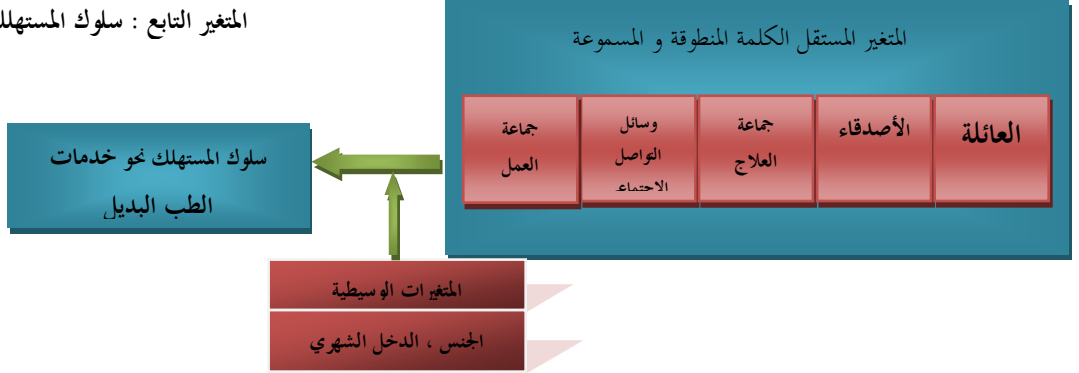 المتغير التابع : سلوك المستهلك
المتغير المستقل الكلمة المنطوقة و المسموعة
العائلة
الأصدقاء
جماعة
العلاج
وسائل
التواصل
جماعة
العمل
سلوك المستهلك نحو خدمات
الطب البديل
المتغيرات الوسيطية
الجنس ، الدخل الشهري